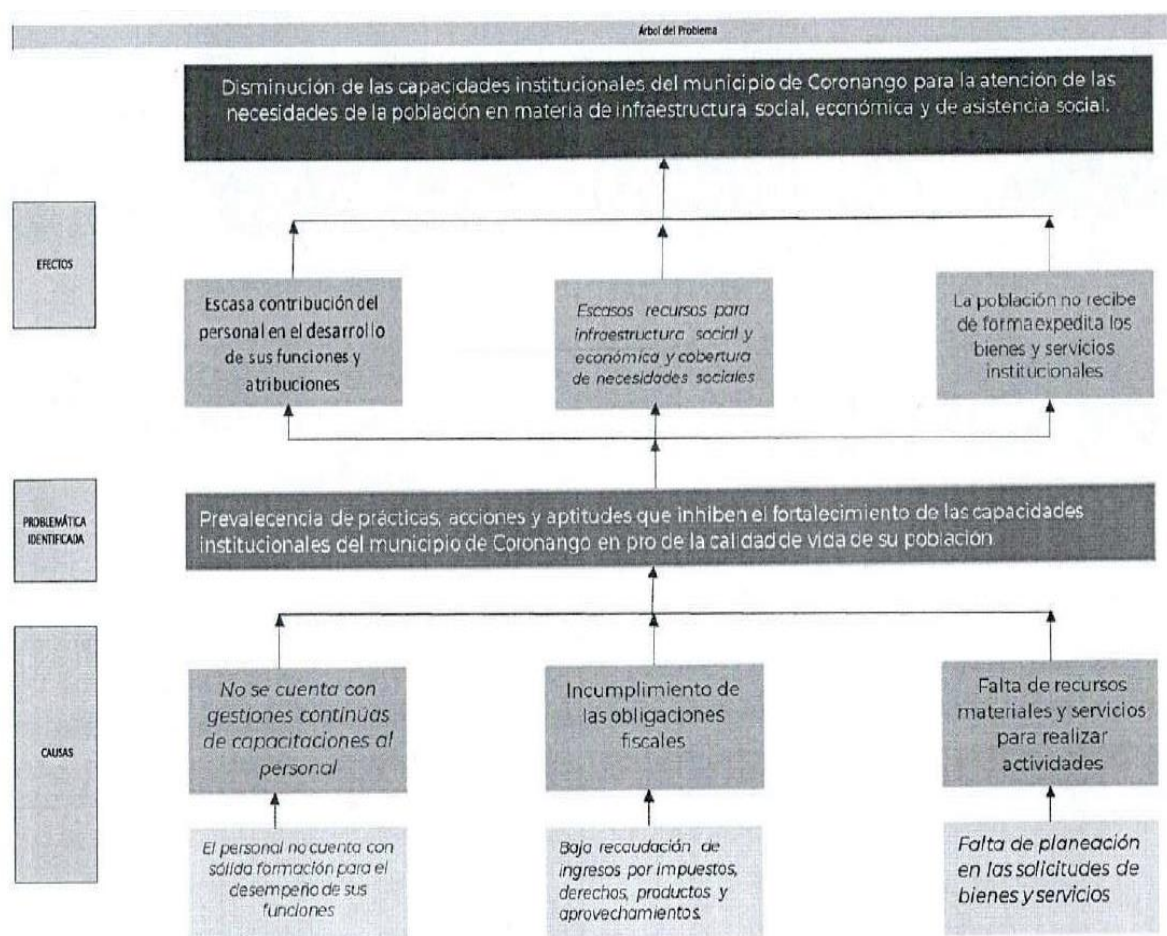 Árbol del Problema
Disminución de las capacidades institucionales del municipio de Coronango para la atención de las
necesidades de la población en materia de infraestructura social, económica y de asistencia social.
EFECTOS
Escasa contribución del
personal en el desarrollo
de sus funciones y
atribuciones
Escasos recursos para
infraestructura social y
económica y cobertura
de necesidades sociales
La población no recibe
de forma expedita los
bienes y servicios
institucionales
PROBLEMÁTICA
IDENTIFICADA
Prevalecencia de prácticas, acciones y aptitudes que inhiben el fortalecimiento de las capacidades
institucionales del municipio de Coronango en pro de la calidad de vida de su población
CAUSAS
No se cuenta con
gestiones continuas
de capacitaciones al
personal
Incumplimiento de
las obligaciones
fiscales
Falta de recursos
materiales y servicios
para realizar
actividades
El personal no cuenta con
sólida formación para el
desempeño de sus
funciones
Baja recaudación de
ingresos por impuestos,
derechos, productos y
aprovechamientos.
Falta de planeación
en las solicitudes de
bienes y servicios